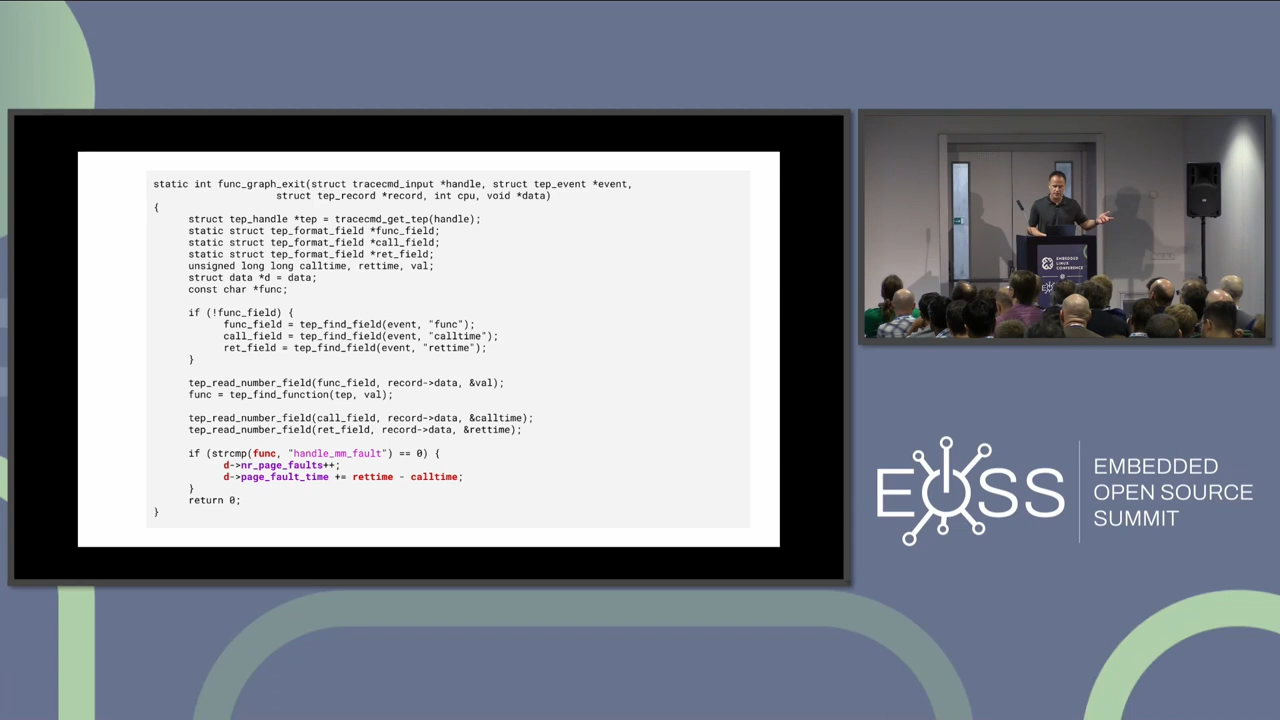 static int func_graph_exit(struct tracecmd_input *handle, struct tep_event *event,
struct tep_record *record, int cpu, void *data)
{
struct tep_handle *tep = tracecmd_get_tep(handle);
static struct tep_format_field *func_field;
static struct tep_format_field *call_field;
static struct tep_format_field *ret_field;
unsigned long long calltime, rettime, val;
struct data *d = data;
const char *func;
if (!func_field) {
func_field = tep_find_field(event, "func");
call_field = tep_find_field(event, "calltime");
ret_field = tep_find_field(event, "rettime");
}
tep_read_number_field(func_field, record->data, &val);
func = tep_find_function(tep, val);
tep_read_number_field(call_field, record->data, &calltime);
tep_read_number_field(ret_field, record->data, &rettime);
if (strcmp(func, "handle_mm_fault") == 0) {
d->nr_page_faults++;
d->page_fault_time += rettime - calltime;
}
return 0;
}
EMBEDDED
LINUX
CONFERENCE
EOSS
EMBEDDED
OPEN SOURCE
SUMMIT